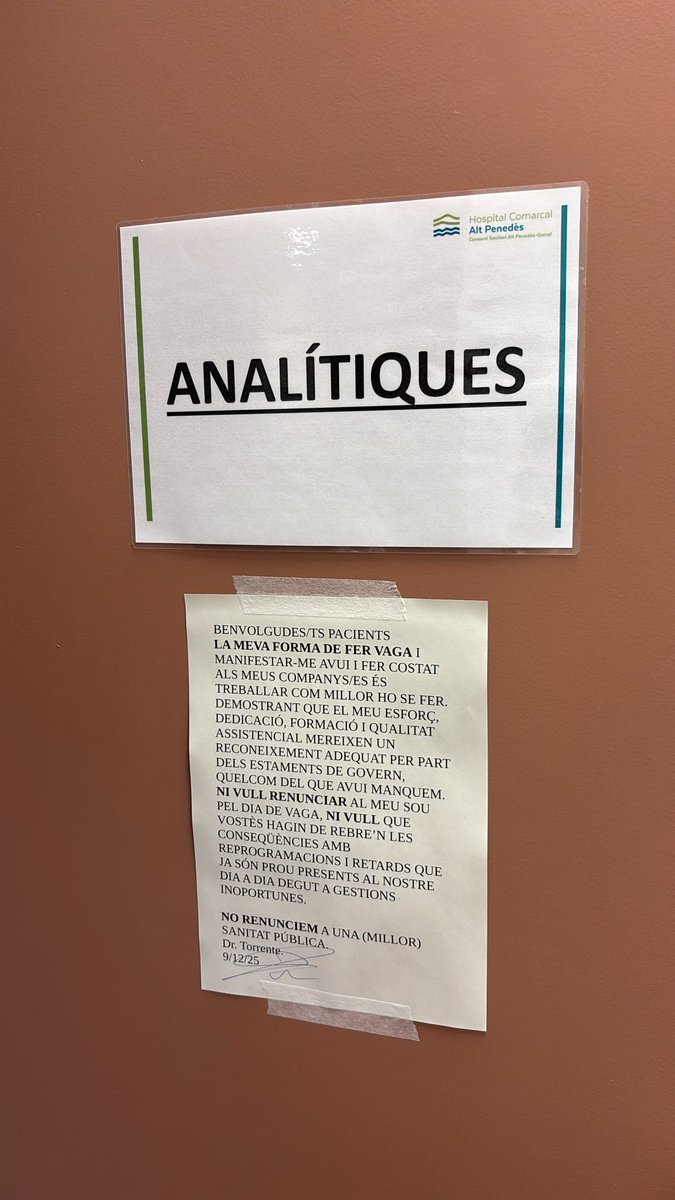 Hospital Comarcal
Alt Penedès
Consorci Sanitari Alt Penedès-Garraf
ANALÍTIQUES
BENVOLGUDES/TS PACIENTS
LA MEVA FORMA DE FER VAGA I
MANIFESTAR-ME AVUI I FER COSTAT
ALS MEUS COMPANYS/ES ÉS
TREBALLAR COM MILLOR HO SE FER.
DEMOSTRANT QUE EL MEU ESFORÇ,
DEDICACIÓ, FORMACIÓ I QUALITAT
ASSISTENCIAL MEREIXEN UN
RECONEIXEMENT ADEQUAT PER PART
DELS ESTAMENTS DE GOVERN,
QUELCOM DEL QUE AVUI MANQUEM.
NI VULL RENUNCIAR AL MEU SOU
PEL DIA DE VAGA, NI VULL QUE
VOSTÈS HAGIN DE REBRE’N LES
CONSEQÜÈNCIES AMB
REPROGRAMACIONS I RETARDS QUE
JA SÓN PROU PRESENTS AL NOSTRE
DIA A DIA DEGUT A GESTIONS
INOPORTUNES.
NO RENUNCIEM A UNA (MILLOR)
SANITAT PÚBLICA.
Dr. Torrente.
9/12/25